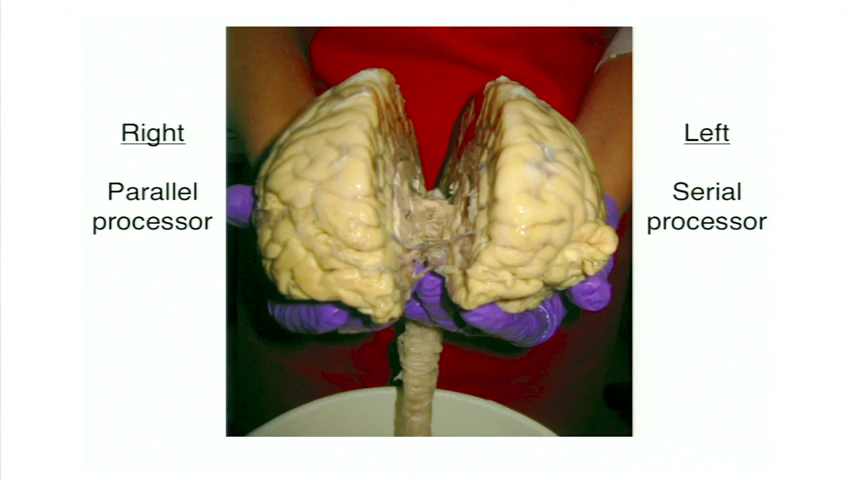 Right
Parallel
processor
Left
Serial
processor